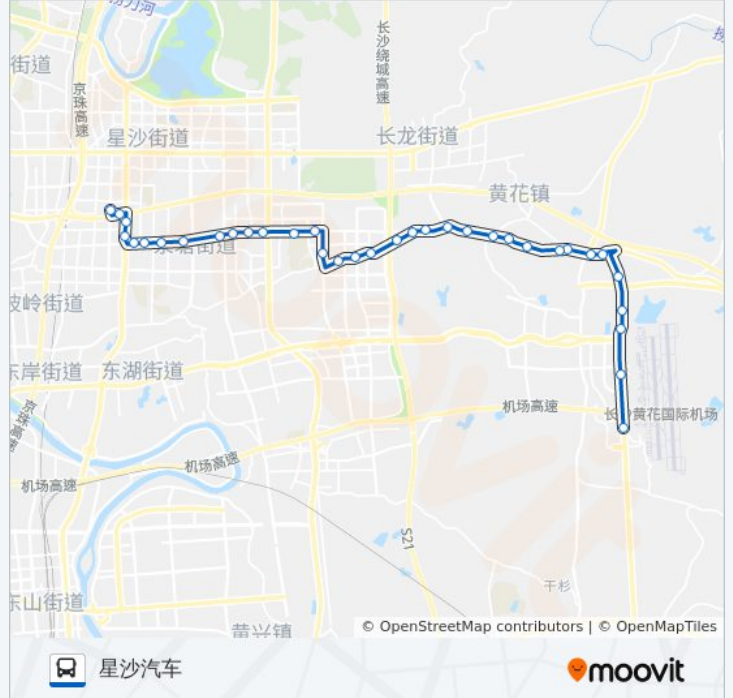 捞刀河
街道
长沙绕城高速
京珠高速
星沙街道
长龙街道
黄花镇
泉塘街道
岭街道
东岸街道
东湖街道
京珠高速
机场高速
长沙黄花国际机场
机场高速
机场高速
S21
干杉
东山街道
黄兴镇
© OpenStreetMap contributors | © OpenMapTiles
星沙汽车
moovit